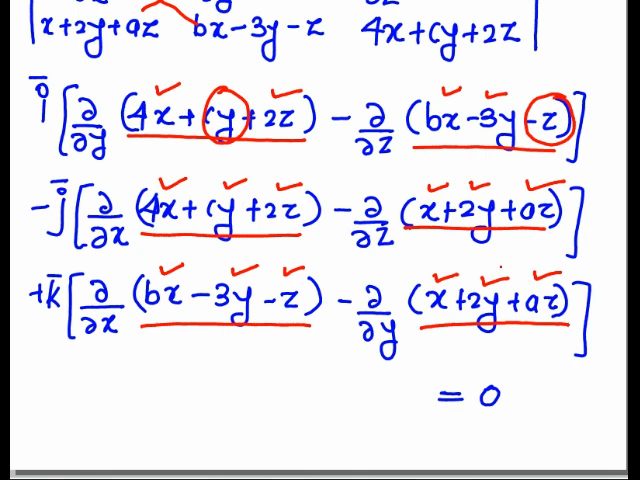 | x+2y+az   bx-3y-z   4x+cy+2z |
i̅ [ ∂/∂y (4x+cy+2z) - ∂/∂z (bx-3y-z) ]
-j̅ [ ∂/∂x (4x+cy+2z) - ∂/∂z (x+2y+az) ]
+k̅ [ ∂/∂x (bx-3y-z) - ∂/∂y (x+2y+az) ]
= 0